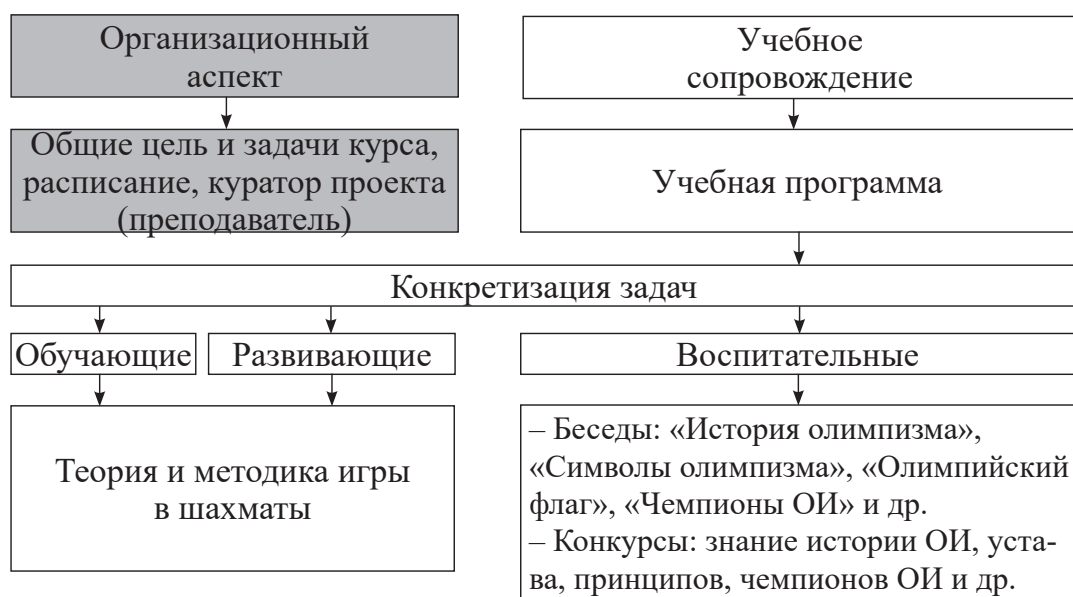 Организационный
аспект
Учебное
сопровождение
Общие цель и задачи курса,
расписание, куратор проекта
(преподаватель)
Учебная программа
Конкретизация задач
Обучающие
Развивающие
Воспитательные
Теория и методика игры
в шахматы
– Беседы: «История олимпизма»,
«Символы олимпизма», «Олимпийский
флаг», «Чемпионы ОИ» и др.
– Конкурсы: знание истории ОИ, уста-
ва, принципов, чемпионов ОИ и др.